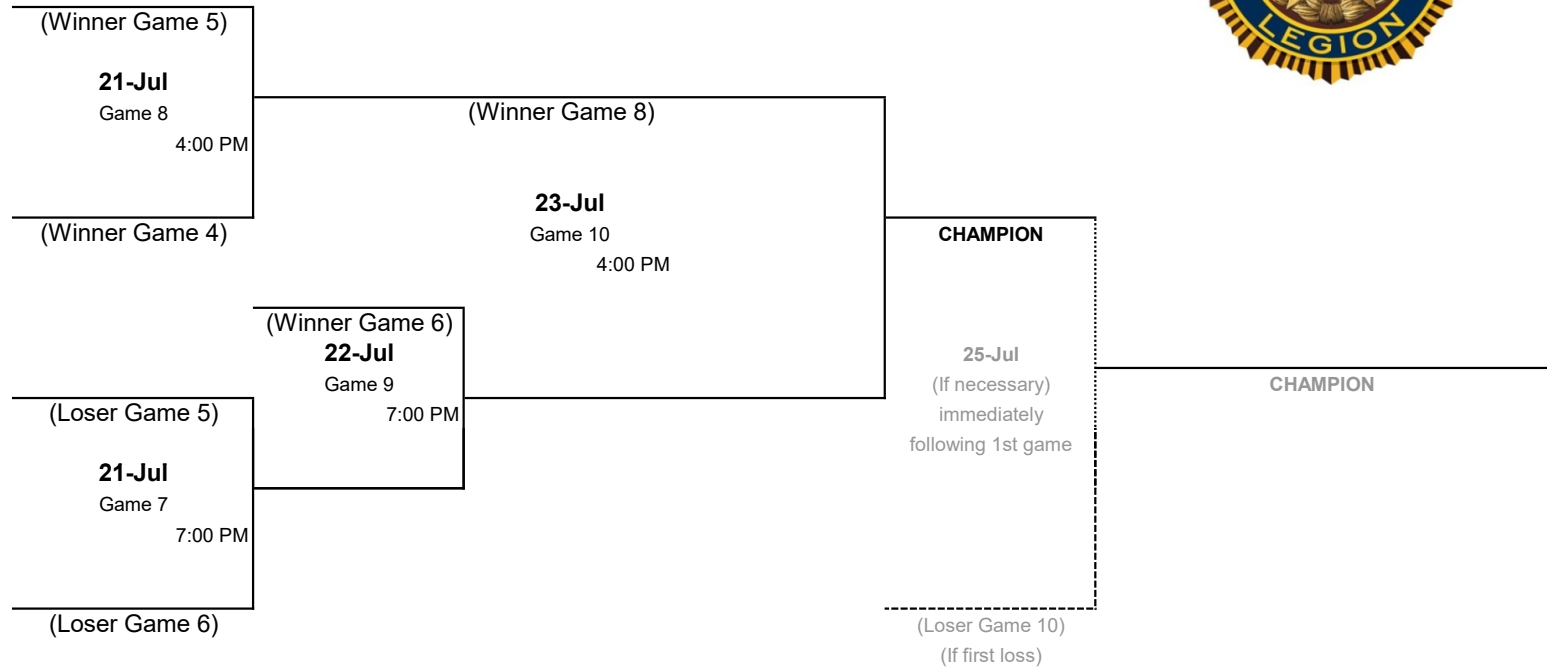 LEGION
(Winner Game 5)
21-Jul
Game 8
4:00 PM
(Winner Game 4)
(Winner Game 8)
23-Jul
Game 10
4:00 PM
(Winner Game 6)
22-Jul
Game 9
7:00 PM
(Loser Game 5)
21-Jul
Game 7
7:00 PM
(Loser Game 6)
CHAMPION
25-Jul
(If necessary)
immediately
following 1st game
(Loser Game 10)
(If first loss)
CHAMPION